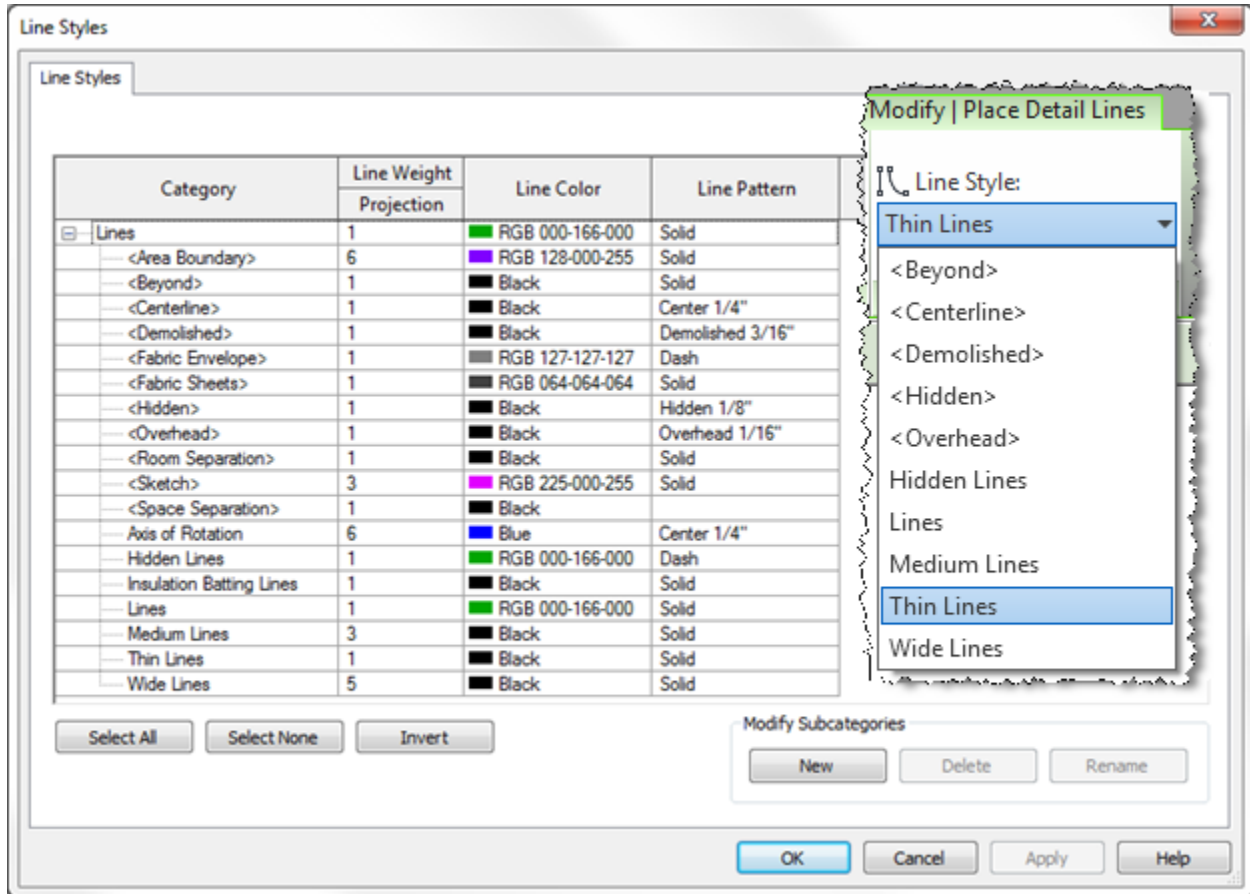 Line Styles
Line Styles
Category Line Weight Line Color Line Pattern
Projection
Lines 1 RGB 000-166-000 Solid
<Area Boundary> 6 RGB 128-000-255 Solid
<Beyond> 1 Black Solid
<Centerline> 1 Black Center 1/4"
<Demolished> 1 Black Demolished 3/16"
<Fabric Envelope> 1 RGB 127-127-127 Dash
<Fabric Sheets> 1 RGB 064-064-064 Solid
<Hidden> 1 Black Hidden 1/8"
<Overhead> 1 Black Overhead 1/16"
<Room Separation> 1 Black Solid
<Sketch> 3 RGB 225-000-255 Solid
<Space Separation> 1 Black
Axis of Rotation 6 Blue Center 1/4"
Hidden Lines 1 RGB 000-166-000 Dash
Insulation Batting Lines 1 Black Solid
Lines 1 RGB 000-166-000 Solid
Medium Lines 3 Black Solid
Thin Lines 1 Black Solid
Wide Lines 5 Black Solid
Modify | Place Detail Lines
Line Style:
Thin Lines
<Beyond>
<Centerline>
<Demolished>
<Hidden>
<Overhead>
Hidden Lines
Lines
Medium Lines
Thin Lines
Wide Lines
Select All Select None Invert
Modify Subcategories
New Delete Rename
OK Cancel Apply Help